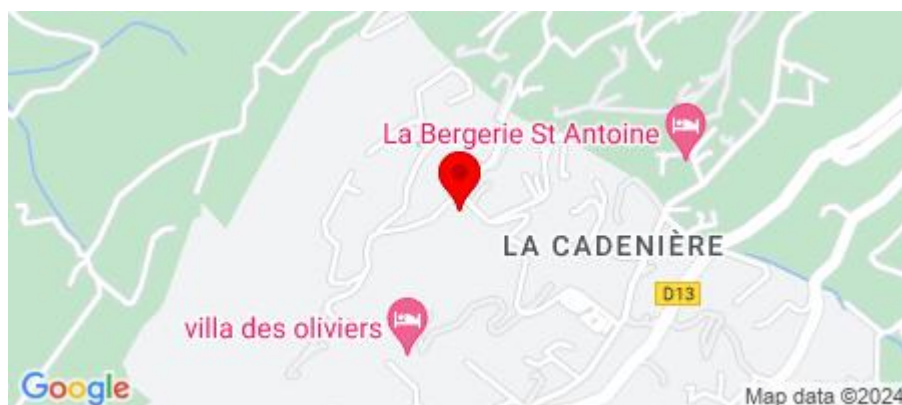 La Bergerie St Antoine
LA CADENIÈRE
D13
villa des oliviers
Google
Map data ©2024